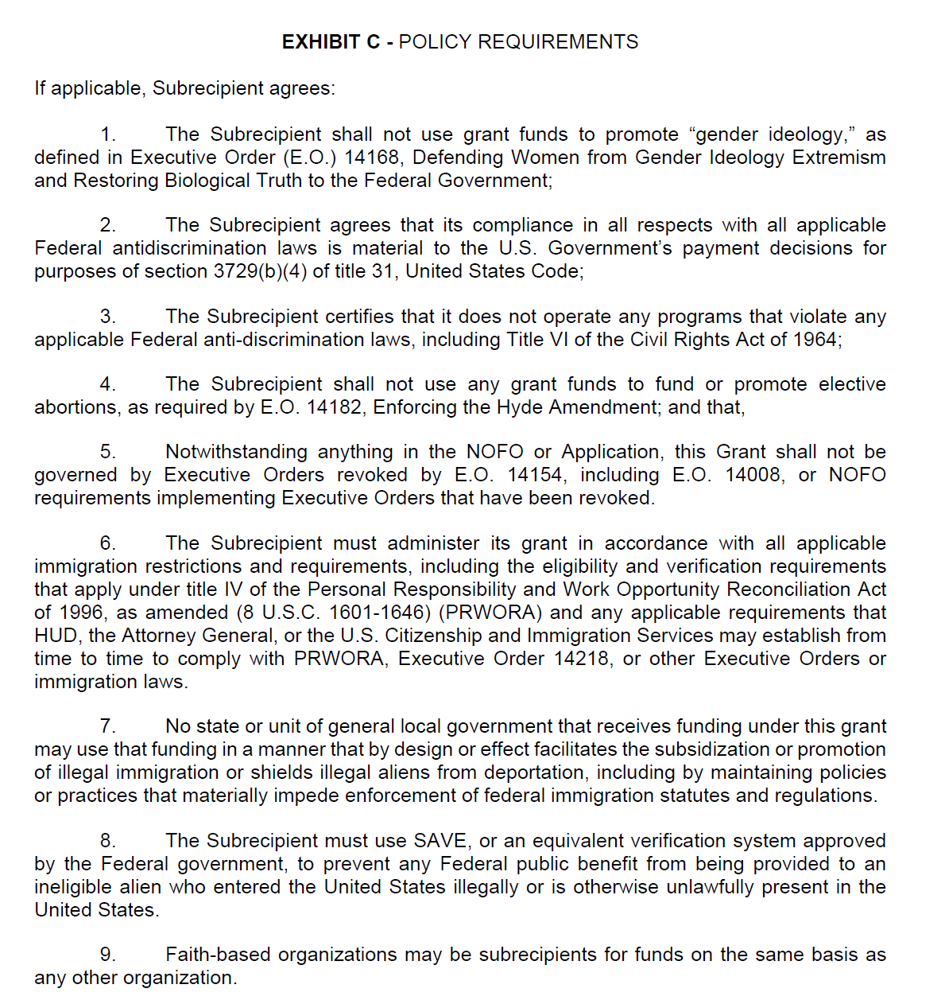 EXHIBIT C - POLICY REQUIREMENTS
If applicable, Subrecipient agrees:
1. The Subrecipient shall not use grant funds to promote “gender ideology,” as
defined in Executive Order (E.O.) 14168, Defending Women from Gender Ideology Extremism
and Restoring Biological Truth to the Federal Government;
2. The Subrecipient agrees that its compliance in all respects with all applicable
Federal antidiscrimination laws is material to the U.S. Government’s payment decisions for
purposes of section 3729(b)(4) of title 31, United States Code;
3. The Subrecipient certifies that it does not operate any programs that violate any
applicable Federal anti-discrimination laws, including Title VI of the Civil Rights Act of 1964;
4. The Subrecipient shall not use any grant funds to fund or promote elective
abortions, as required by E.O. 14182, Enforcing the Hyde Amendment; and that,
5. Notwithstanding anything in the NOFO or Application, this Grant shall not be
governed by Executive Orders revoked by E.O. 14154, including E.O. 14008, or NOFO
requirements implementing Executive Orders that have been revoked.
6. The Subrecipient must administer its grant in accordance with all applicable
immigration restrictions and requirements, including the eligibility and verification requirements
that apply under title IV of the Personal Responsibility and Work Opportunity Reconciliation Act
of 1996, as amended (8 U.S.C. 1601-1646) (PRWORA) and any applicable requirements that
HUD, the Attorney General, or the U.S. Citizenship and Immigration Services may establish from
time to time to comply with PRWORA, Executive Order 14218, or other Executive Orders or
immigration laws.
7. No state or unit of general local government that receives funding under this grant
may use that funding in a manner that by design or effect facilitates the subsidization or promotion
of illegal immigration or shields illegal aliens from deportation, including by maintaining policies
or practices that materially impede enforcement of federal immigration statutes and regulations.
8. The Subrecipient must use SAVE, or an equivalent verification system approved
by the Federal government, to prevent any Federal public benefit from being provided to an
ineligible alien who entered the United States illegally or is otherwise unlawfully present in the
United States.
9. Faith-based organizations may be subrecipients for funds on the same basis as
any other organization.